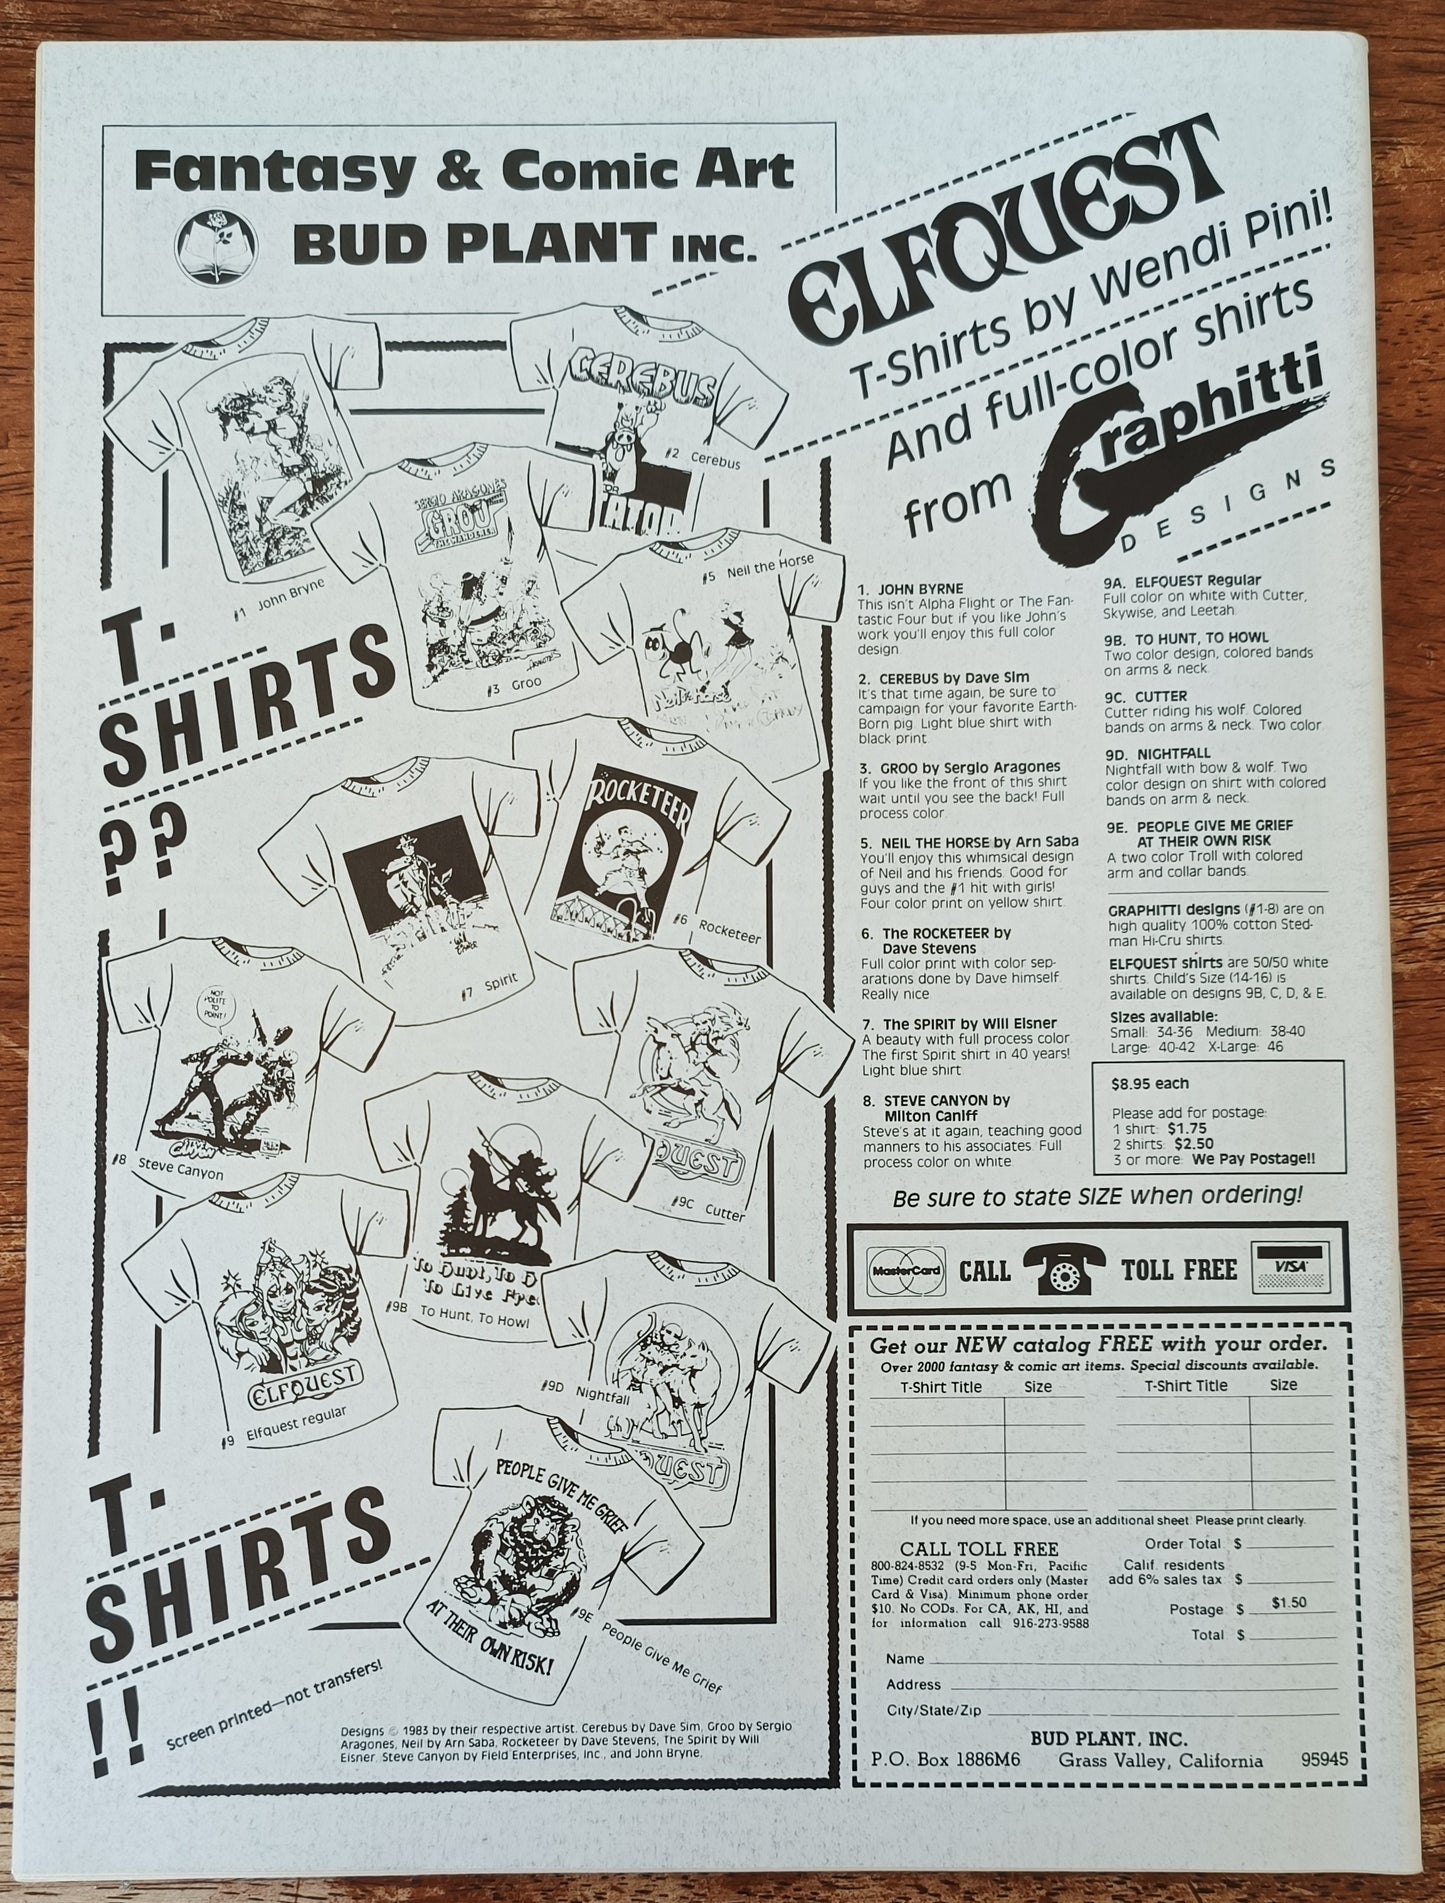 Fantasy & Comic Art
BUD PLANT INC.
ELFQUEST
T-Shirts by Wendi Pini!
And full-color shirts
from Graphitti
DESIGNS
T-
SHIRTS
??
#1 John Bryne
CEREBUS
#2 Cerebus
SERGIO ARAGONES
GROO
THE WANDERER
#3 Groo
#5 Neil the Horse
ROCKETEER
#6 Rocketeer
#7 Spirit
NOT
POLITE
TO
POINT!
STEVE
CANYON
#8 Steve Canyon
QUEST
#9C Cutter
To Hunt, To H
To Live Free
#9B To Hunt, To Howl
ELFQUEST
#9 Elfquest regular
#9D Nightfall
QUEST
PEOPLE GIVE ME GRIEF
AT THEIR OWN RISK!
#9E People Give Me Grief
T-
SHIRTS
!!
screen printed—not transfers!
Designs © 1983 by their respective artist. Cerebus by Dave Sim, Groo by Sergio
Aragones, Neil by Arn Saba, Rocketeer by Dave Stevens, The Spirit by Will
Eisner, Steve Canyon by Field Enterprises, Inc., and John Bryne.
1. JOHN BYRNE
This isn't Alpha Flight or The Fan-
tastic Four but if you like John's
work you'll enjoy this full color
design.
2. CEREBUS by Dave Sim
It's that time again, be sure to
campaign for your favorite Earth-
Born pig. Light blue shirt with
black print.
3. GROO by Sergio Aragones
If you like the front of this shirt
wait until you see the back! Full
process color.
5. NEIL THE HORSE by Arn Saba
You'll enjoy this whimsical design
of Neil and his friends. Good for
guys and the #1 hit with girls!
Four color print on yellow shirt.
6. The ROCKETEER by
Dave Stevens
Full color print with color sep-
arations done by Dave himself.
Really nice.
7. The SPIRIT by Will Eisner
A beauty with full process color.
The first Spirit shirt in 40 years!
Light blue shirt.
8. STEVE CANYON by
Milton Caniff
Steve's at it again, teaching good
manners to his associates. Full
process color on white.
9A. ELFQUEST Regular
Full color on white with Cutter,
Skywise, and Leetah.
9B. TO HUNT, TO HOWL
Two color design, colored bands
on arms & neck.
9C. CUTTER
Cutter riding his wolf. Colored
bands on arms & neck. Two color.
9D. NIGHTFALL
Nightfall with bow & wolf. Two
color design on shirt with colored
bands on arm & neck.
9E. PEOPLE GIVE ME GRIEF
AT THEIR OWN RISK
A two color Troll with colored
arm and collar bands.
GRAPHITTI designs (#1-8) are on
high quality 100% cotton Sted-
man Hi-Cru shirts.
ELFQUEST shirts are 50/50 white
shirts. Child's Size (14-16) is
available on designs 9B, C, D, & E.
Sizes available:
Small: 34-36 Medium: 38-40
Large: 40-42 X-Large: 46
$8.95 each
Please add for postage:
1 shirt: $1.75
2 shirts: $2.50
3 or more: We Pay Postage!!
Be sure to state SIZE when ordering!
MasterCard CALL TOLL FREE VISA
Get our NEW catalog FREE with your order.
Over 2000 fantasy & comic art items. Special discounts available.
T-Shirt Title Size T-Shirt Title Size
If you need more space, use an additional sheet. Please print clearly.
CALL TOLL FREE
800-824-8532 (9-5 Mon-Fri, Pacific
Time) Credit card orders only (Master
Card & Visa). Minimum phone order
$10. No CODs. For CA, AK, HI, and
for information call 916-273-9588
Order Total $
Calif. residents
add 6% sales tax $
Postage $ $1.50
Total $
Name
Address
City/State/Zip
BUD PLANT, INC.
P.O. Box 1886M6 Grass Valley, California 95945